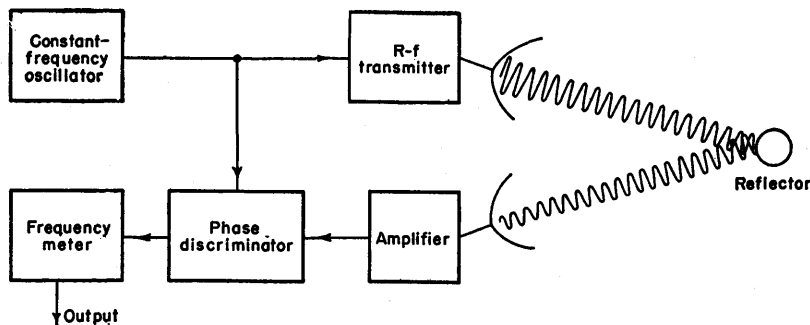 Constant-
frequency
oscillator
R-f
transmitter
Reflector
Frequency
meter
Phase
discriminator
Amplifier
Output